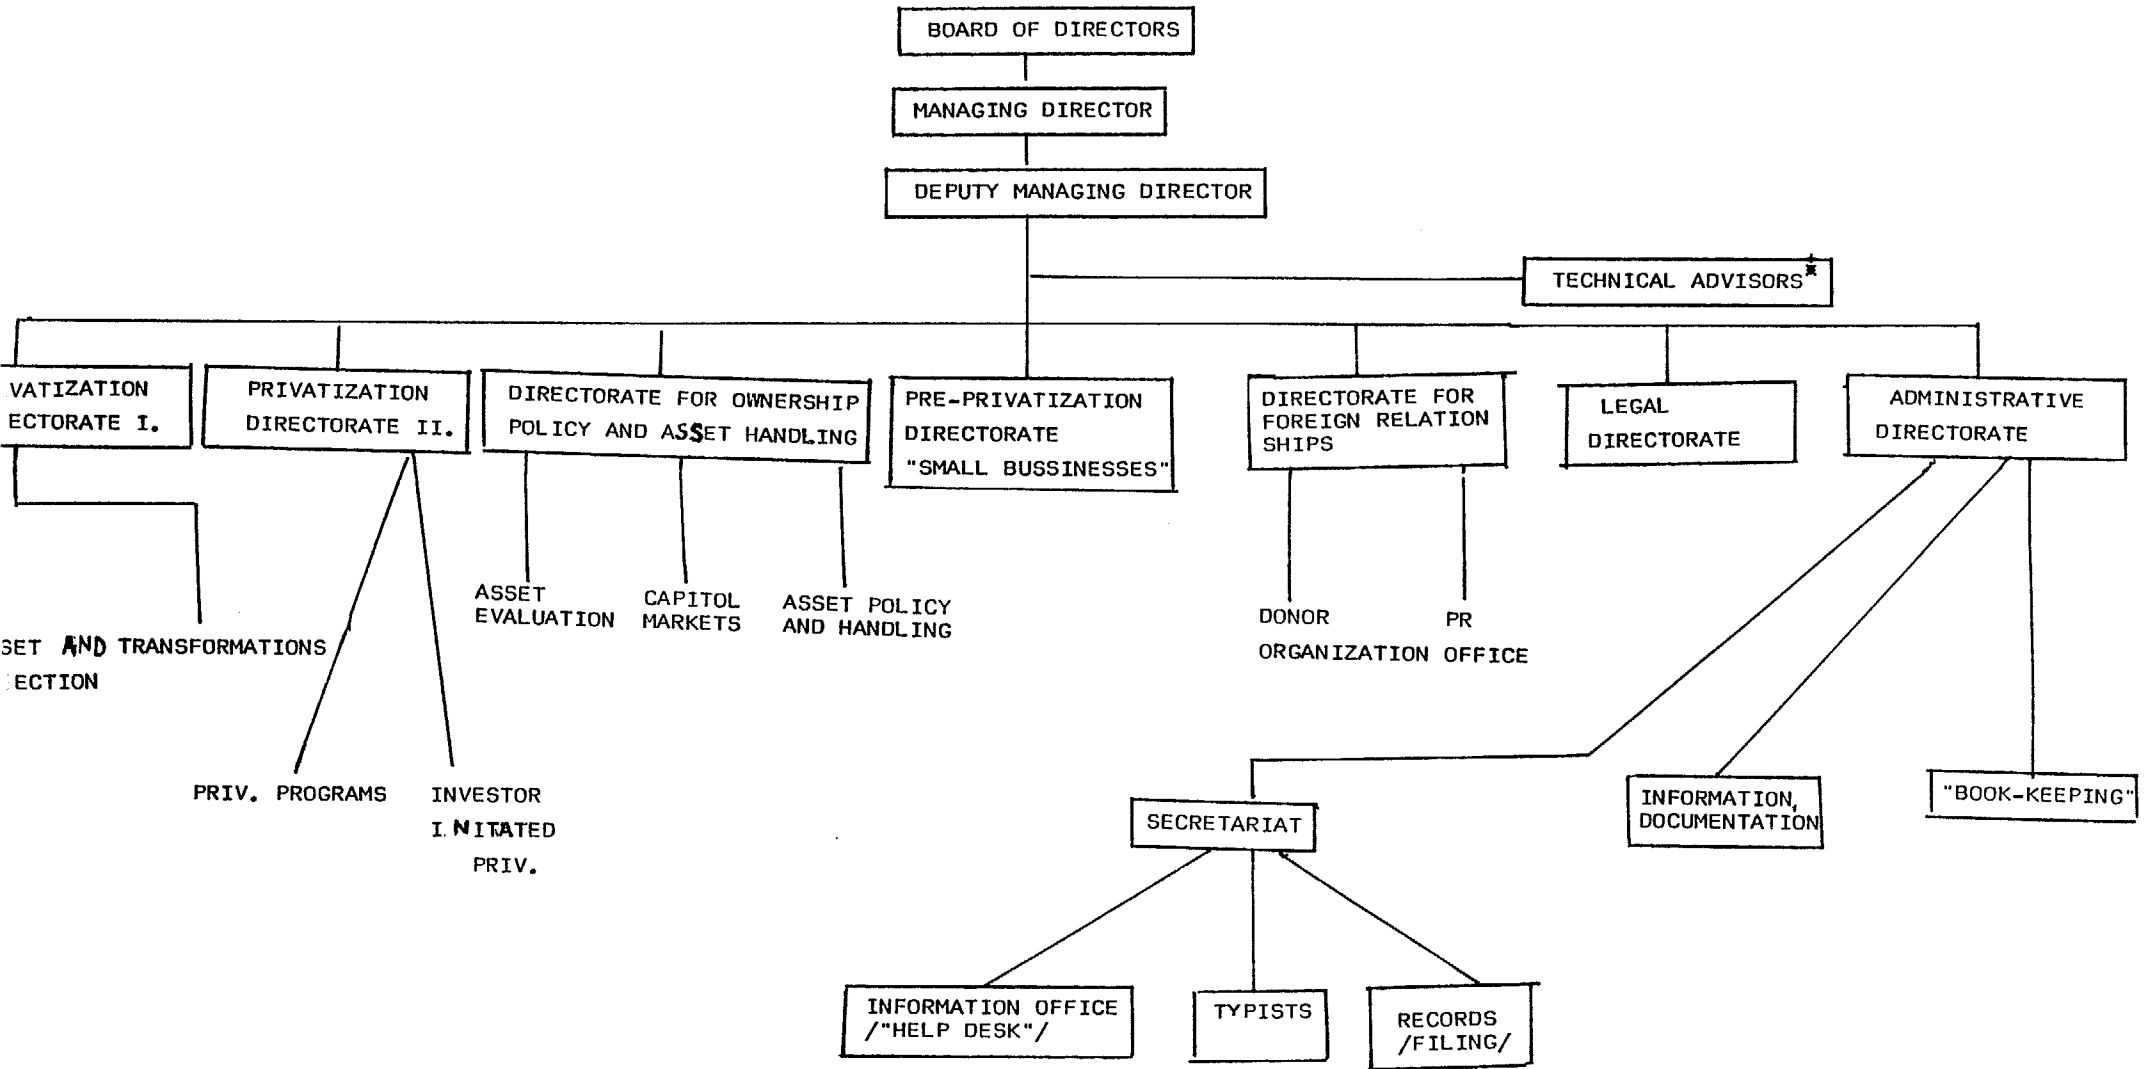 BOARD OF DIRECTORS
MANAGING DIRECTOR
DEPUTY MANAGING DIRECTOR
TECHNICAL ADVISORS*
VATIZATION
ECTORATE I.
PRIVATIZATION
DIRECTORATE II.
DIRECTORATE FOR OWNERSHIP
POLICY AND ASSET HANDLING
PRE-PRIVATIZATION
DIRECTORATE
"SMALL BUSSINESSES"
DIRECTORATE FOR
FOREIGN RELATION
SHIPS
LEGAL
DIRECTORATE
ADMINISTRATIVE
DIRECTORATE
SET AND TRANSFORMATIONS
ECTION
PRIV. PROGRAMS
INVESTOR
INITATED
PRIV.
ASSET
EVALUATION
CAPITOL
MARKETS
ASSET POLICY
AND HANDLING
DONOR PR
ORGANIZATION OFFICE
SECRETARIAT
INFORMATION,
DOCUMENTATION
"BOOK-KEEPING"
INFORMATION OFFICE
/"HELP DESK"/
TYPISTS
RECORDS
/FILING/